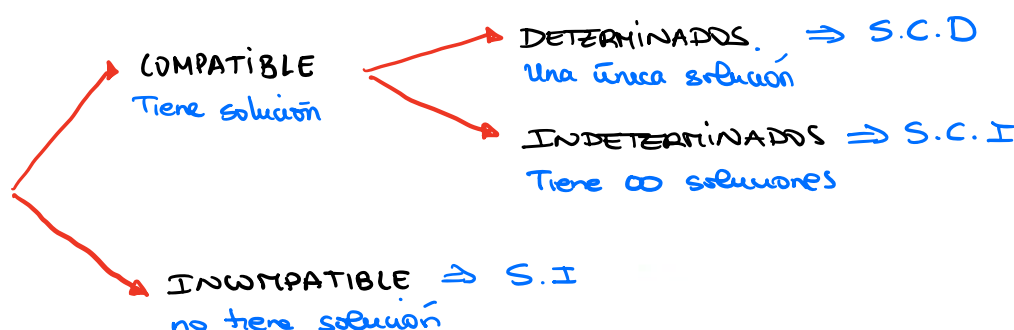 COMPATIBLE
Tiene solución
DETERMINADOS. ⇒ S.C.D
Una única solución
INDETERMINADOS ⇒ S.C.I
Tiene ∞ soluciones
INCOMPATIBLE ⇒ S.I
no tiene solución